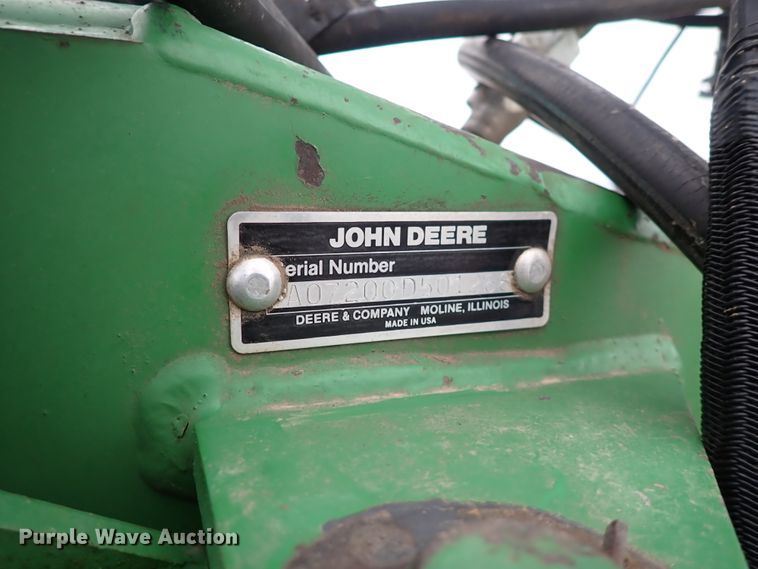 JOHN DEERE
erial Number
DEERE & COMPANY MOLINE, ILLINOIS
MADE IN USA
Purple Wave Auction